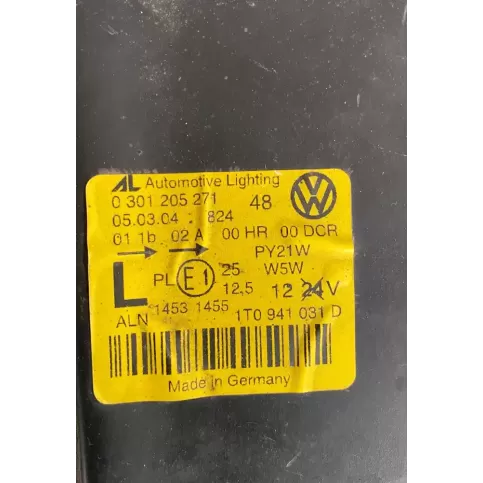 AL Automotive Lighting
0 301 205 271 48
05.03.04 : 824
01 1b 02 A 00 HR 00 DCR
PY21W
L PL E1 25 W5W
12,5 12 24V
1453 1455
ALN 1T0 941 031 D
Made in Germany